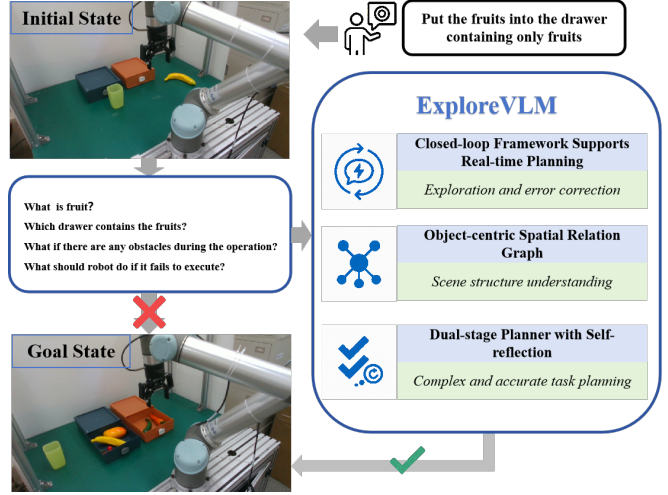 Initial State
Put the fruits into the drawer
containing only fruits
ExploreVLM
Closed-loop Framework Supports
Real-time Planning
Exploration and error correction
Object-centric Spatial Relation
Graph
Scene structure understanding
Dual-stage Planner with Self-
reflection
Complex and accurate task planning
What is fruit?
Which drawer contains the fruits?
What if there are any obstacles during the operation?
What should robot do if it fails to execute?
Goal State